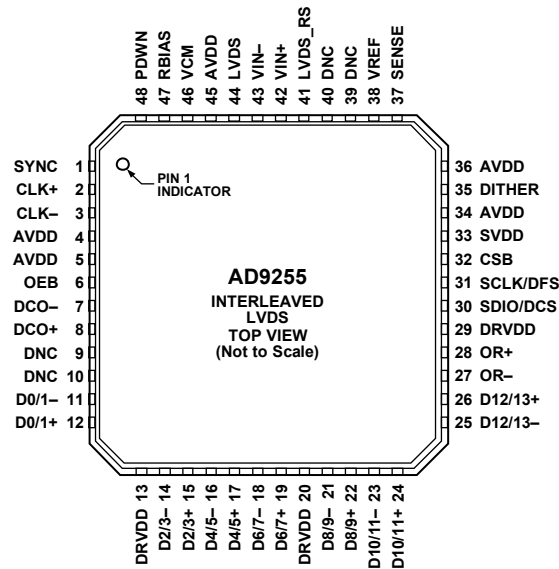 48 PDWN
47 RBIAS
46 VCM
45 AVDD
44 LVDS
43 VIN–
42 VIN+
41 LVDS_RS
40 DNC
39 DNC
38 VREF
37 SENSE
SYNC 1
CLK+ 2
CLK– 3
AVDD 4
AVDD 5
OEB 6
DCO– 7
DCO+ 8
DNC 9
DNC 10
D0/1– 11
D0/1+ 12
PIN 1
INDICATOR
AD9255
INTERLEAVED
LVDS
TOP VIEW
(Not to Scale)
36 AVDD
35 DITHER
34 AVDD
33 SVDD
32 CSB
31 SCLK/DFS
30 SDIO/DCS
29 DRVDD
28 OR+
27 OR–
26 D12/13+
25 D12/13–
DRVDD 13
D2/3– 14
D2/3+ 15
D4/5– 16
D4/5+ 17
D6/7– 18
D6/7+ 19
DRVDD 20
D8/9– 21
D8/9+ 22
D10/11– 23
D10/11+ 24